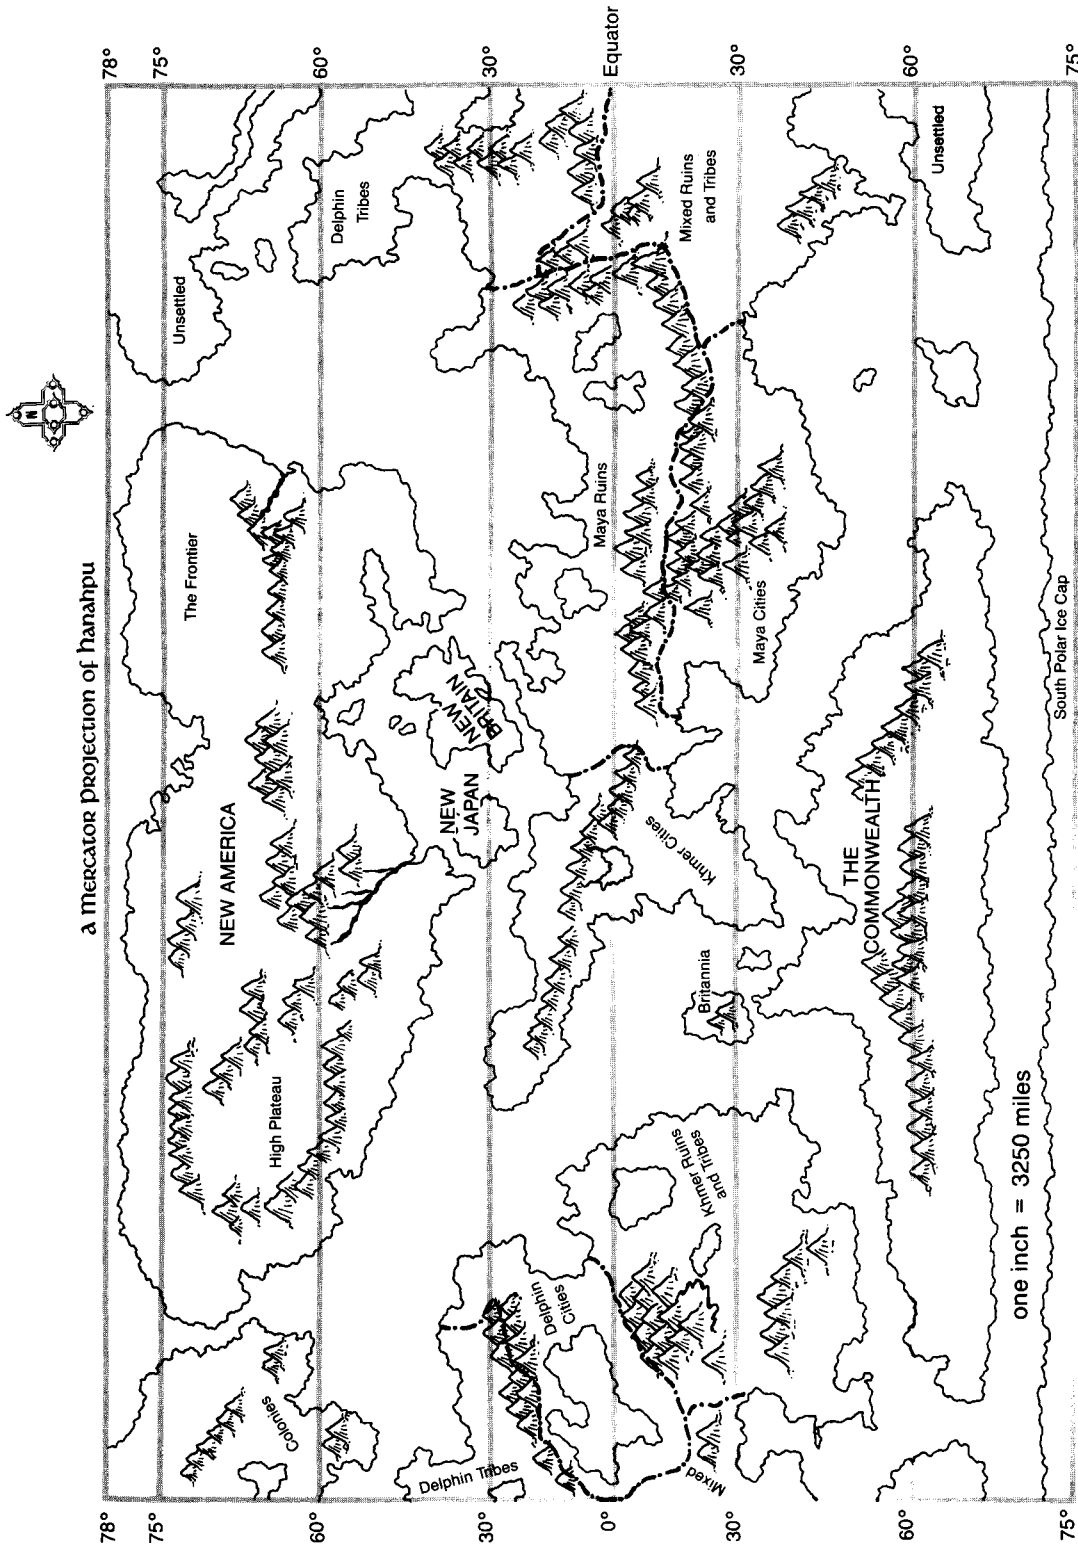 a Mercator Projection of hanahpu
N
78°
75°
60°
30°
Equator
30°
60°
75°
78°
75°
60°
30°
0°
30°
60°
75°
Colonies
High Plateau
NEW AMERICA
The Frontier
Unsettled
Delphin
Tribes
Delphin Tribes
Delphin
Cities
NEW
JAPAN
NEW
BRITAIN
Maya Ruins
Mixed Ruins
and Tribes
Mixed
Khmer Ruins
and Tribes
Britannia
Khmer Cities
Maya Cities
THE
COMMONWEALTH
Unsettled
one inch = 3250 miles
South Polar Ice Cap